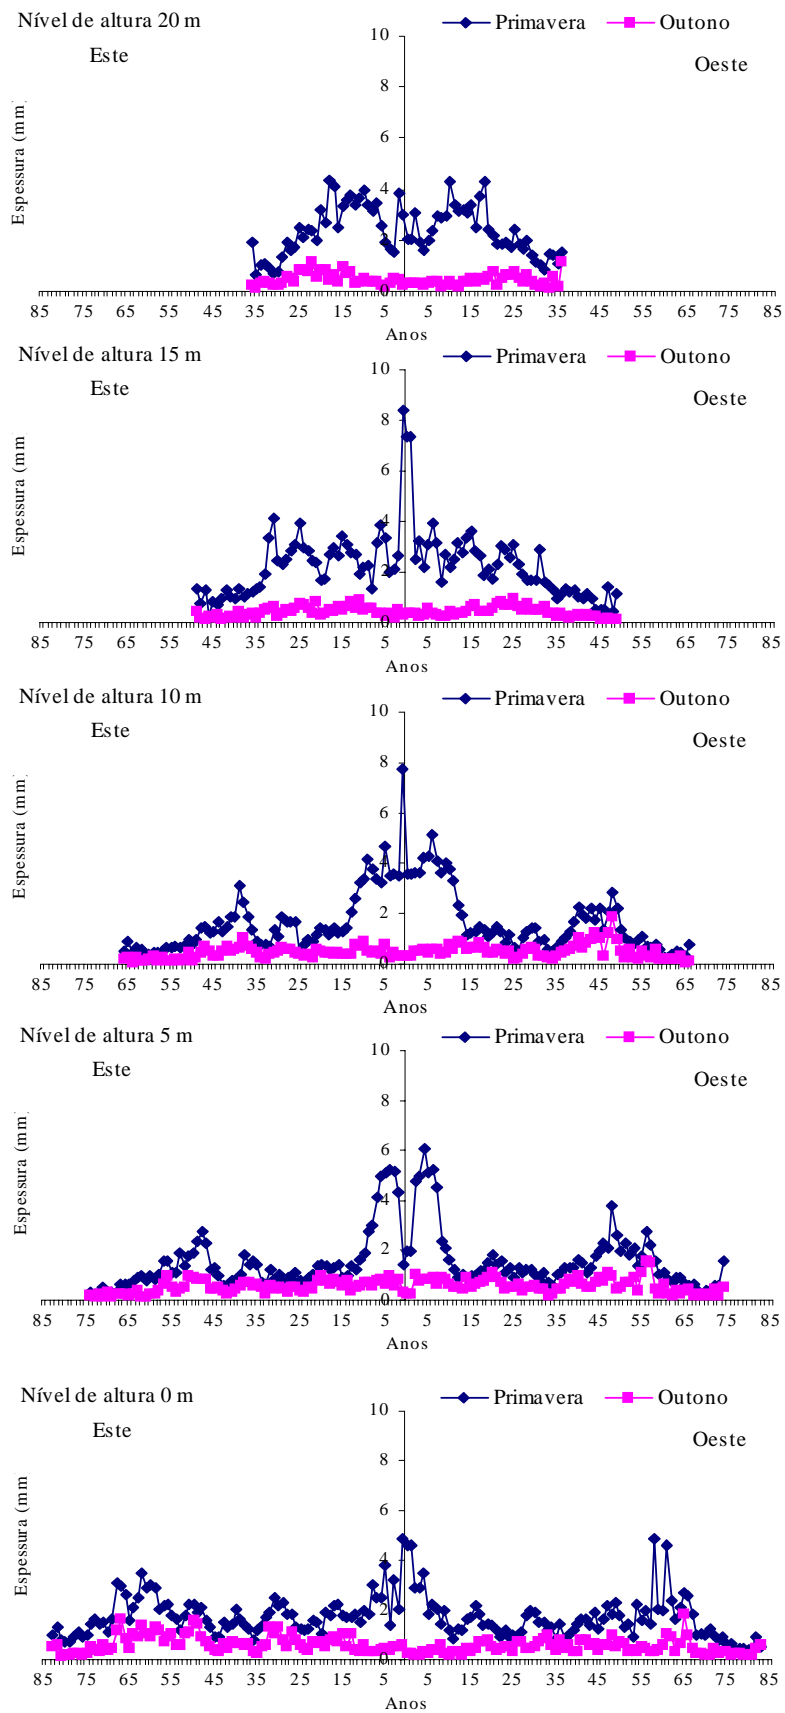 Nível de altura 20 m
Primavera Outono
Este
Oeste
Espessura (mm)
10
8
6
4
2
0
85 75 65 55 45 35 25 15 5 5 15 25 35 45 55 65 75 85
Anos
Nível de altura 15 m
Primavera Outono
Este
Oeste
Espessura (mm
10
8
6
4
2
0
85 75 65 55 45 35 25 15 5 5 15 25 35 45 55 65 75 85
Anos
Nível de altura 10 m
Primavera Outono
Este
Oeste
Espessura (mm)
10
8
6
4
2
0
85 75 65 55 45 35 25 15 5 5 15 25 35 45 55 65 75 85
Anos
Nível de altura 5 m
Primavera Outono
Este
Oeste
Espessura (mm)
10
8
6
4
2
0
85 75 65 55 45 35 25 15 5 5 15 25 35 45 55 65 75 85
Anos
Nível de altura 0 m
Primavera Outono
Este
Oeste
Espessura (mm
10
8
6
4
2
0
85 75 65 55 45 35 25 15 5 5 15 25 35 45 55 65 75 85
Anos